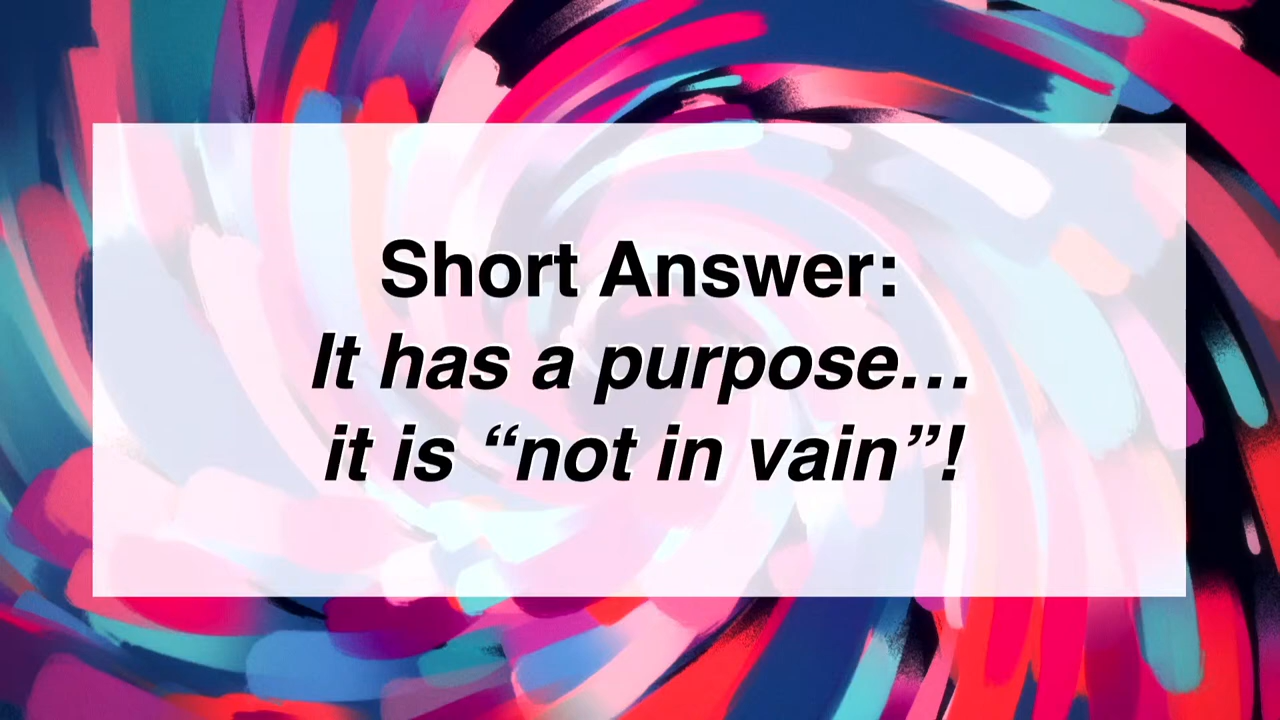 Short Answer:
It has a purpose…
it is “not in vain”!